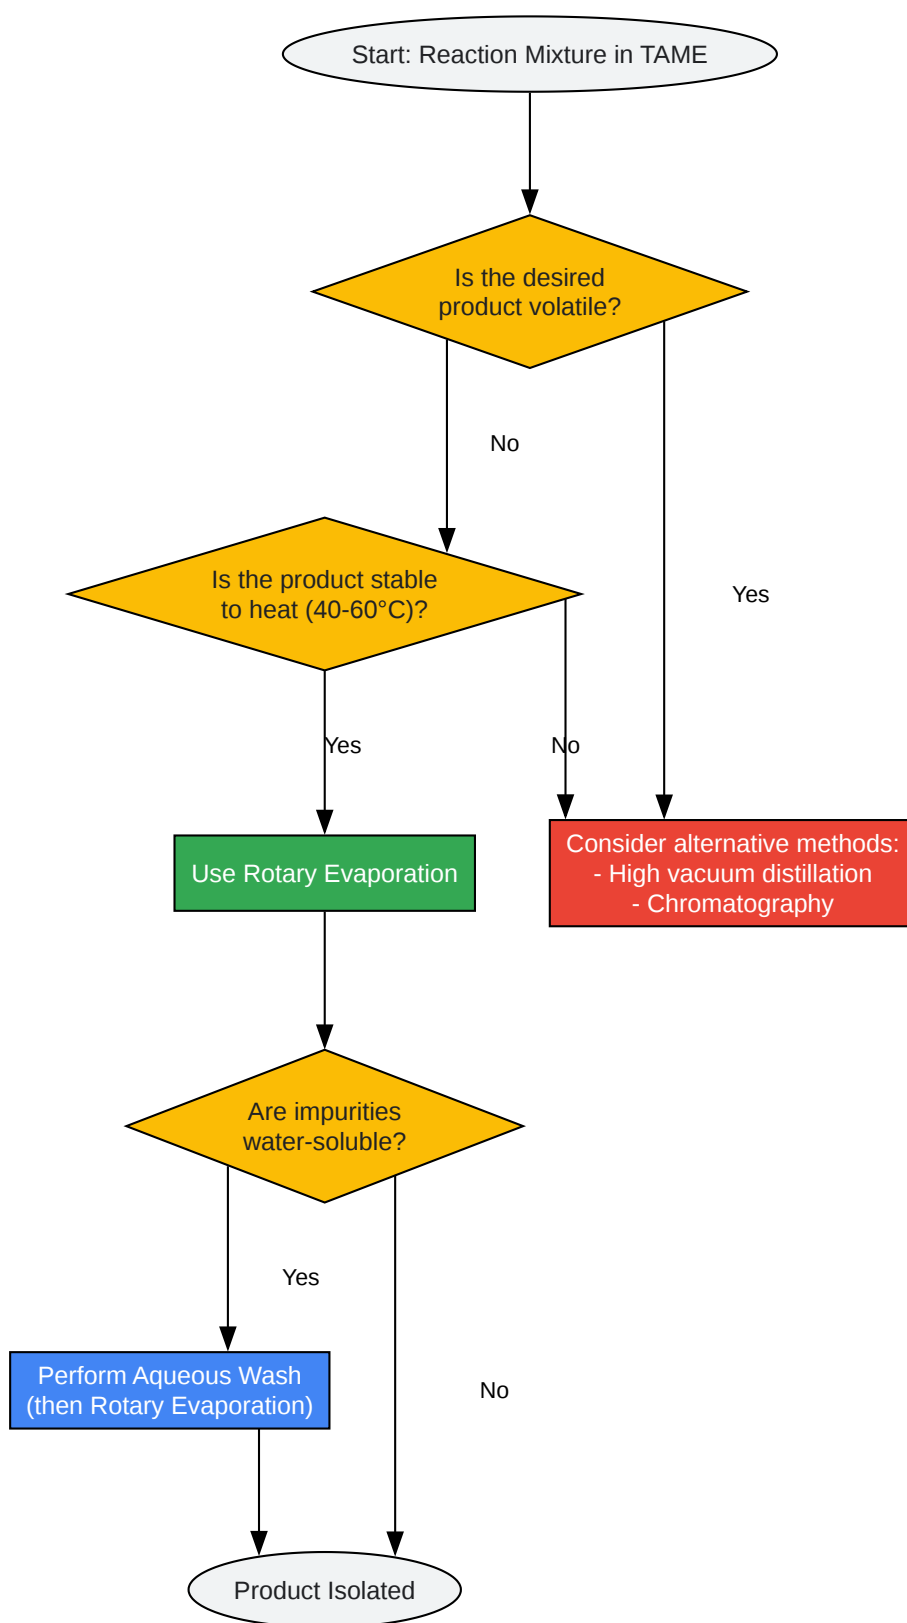 Start: Reaction Mixture in TAME
Is the desired
product volatile?
No
Yes
Is the product stable
to heat (40-60°C)?
Yes
No
Use Rotary Evaporation
Consider alternative methods:
- High vacuum distillation
- Chromatography
Are impurities
water-soluble?
Yes
No
Perform Aqueous Wash
(then Rotary Evaporation)
Product Isolated